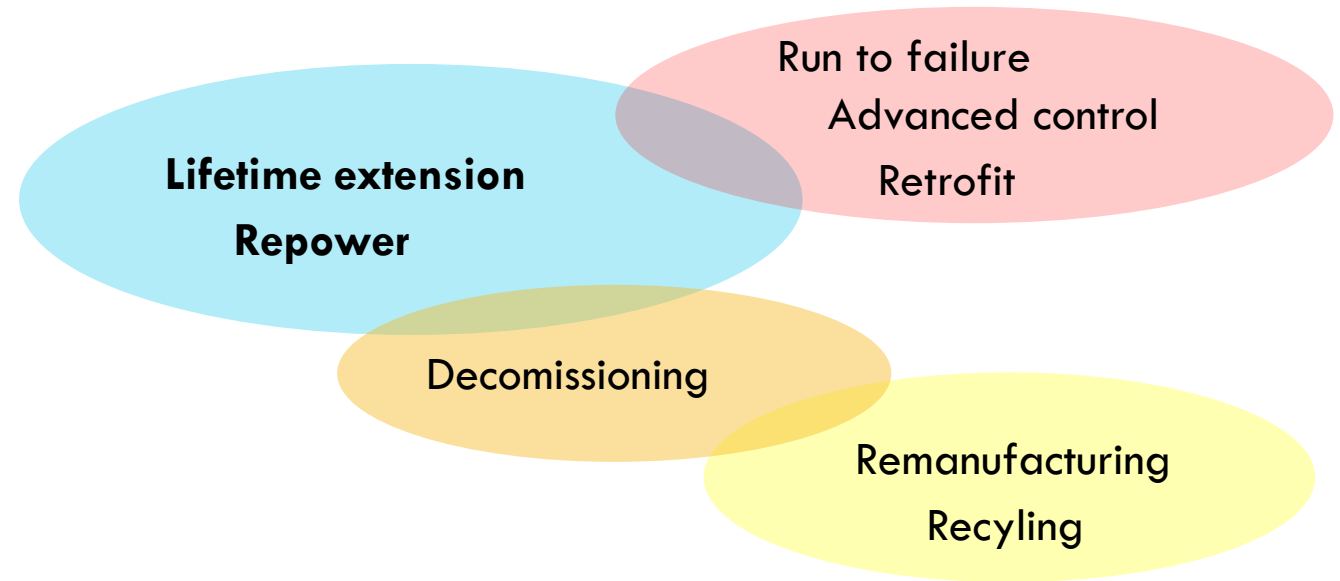 Run to failure
Advanced control
Retrofit
Lifetime extension
Repower
Decomissioning
Remanufacturing
Recyling